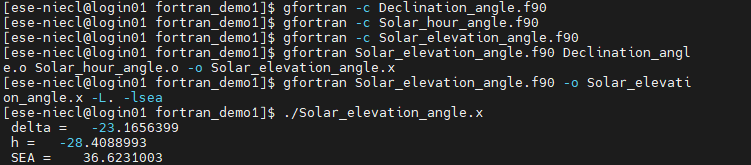 [ese-niecl@login01 fortran_demo1]$ gfortran -c Declination_angle.f90
[ese-niecl@login01 fortran_demo1]$ gfortran -c Solar_hour_angle.f90
[ese-niecl@login01 fortran_demo1]$ gfortran -c Solar_elevation_angle.f90
[ese-niecl@login01 fortran_demo1]$ gfortran Solar_elevation_angle.f90 Declination_angl
e.o Solar_hour_angle.o -o Solar_elevation_angle.x
[ese-niecl@login01 fortran_demo1]$ gfortran Solar_elevation_angle.f90 -o Solar_elevati
on_angle.x -L. -lsea
[ese-niecl@login01 fortran_demo1]$ ./Solar_elevation_angle.x
delta =   -23.1656399
h =  -28.4088993
SEA =    36.6231003